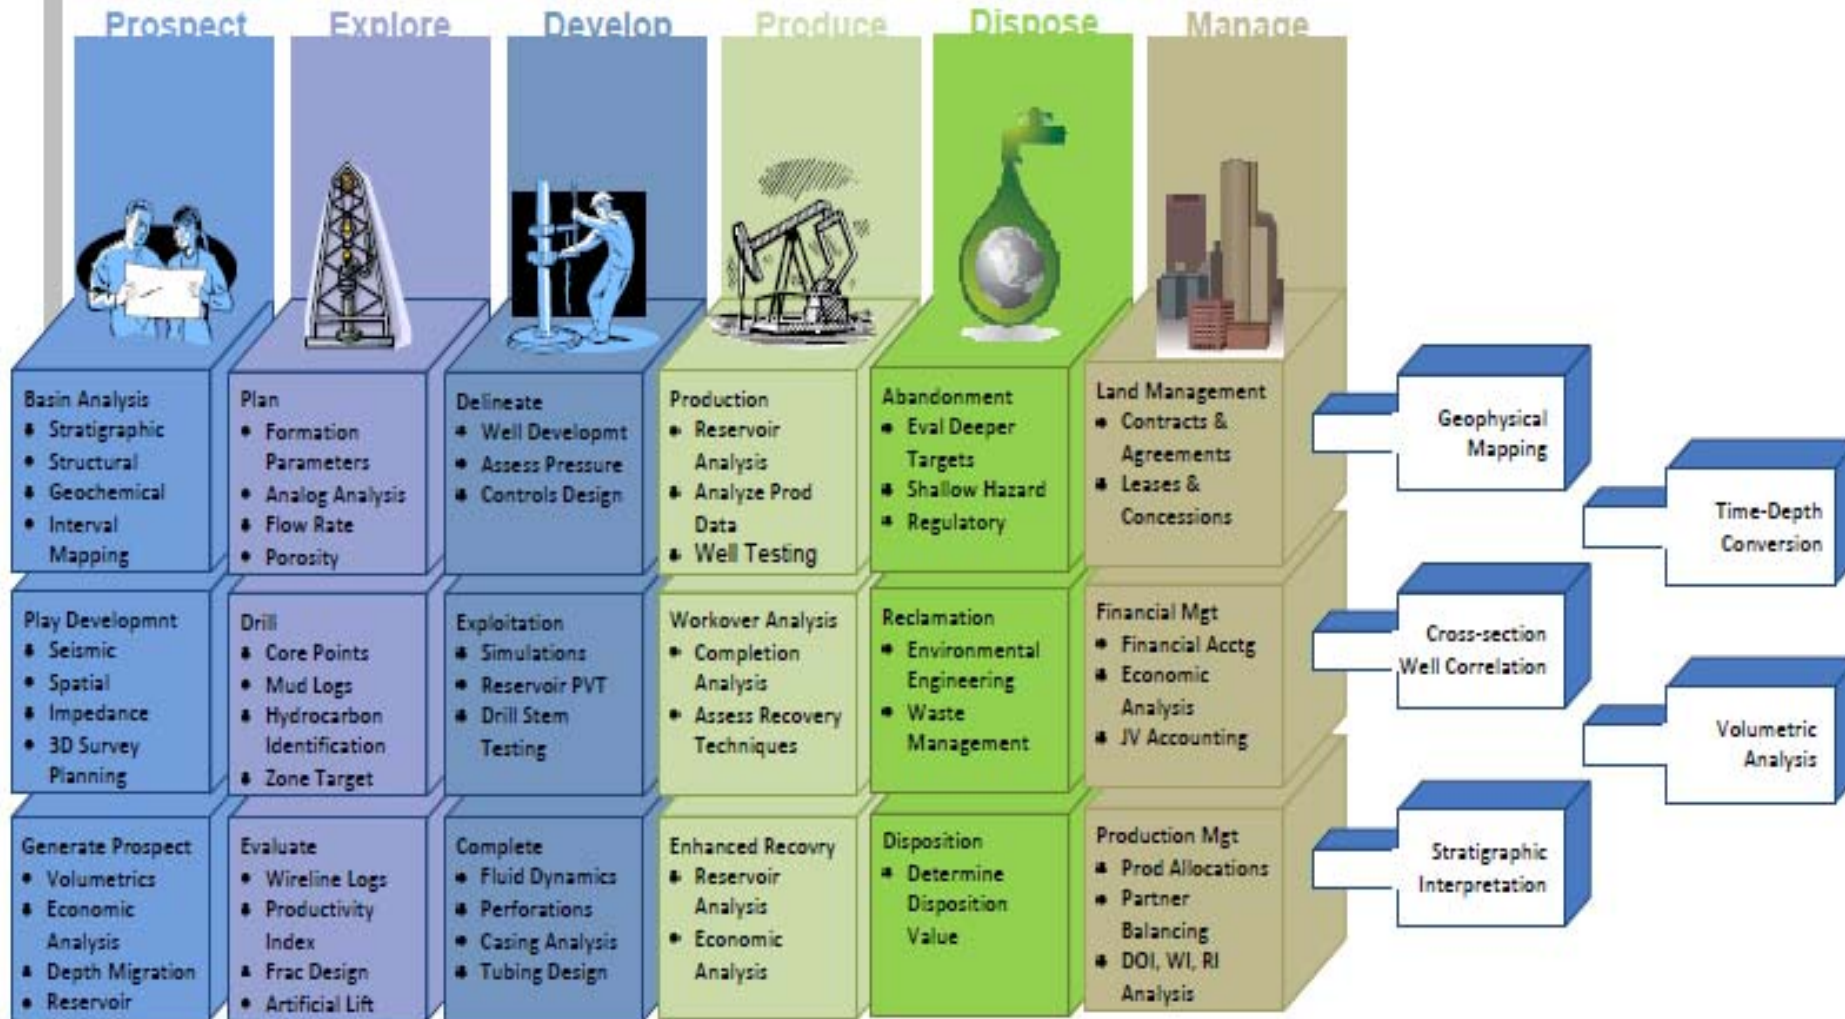 Prospect
Explore
Develop
Produce
Dispose
Manage
Basin Analysis
Stratigraphic
Structural
Geochemical
Interval
Mapping
Play Developmnt
Seismic
Spatial
Impedance
3D Survey
Planning
Generate Prospect
Volumetrics
Economic
Analysis
Depth Migration
Reservoir
Plan
Formation
Parameters
Analog Analysis
Flow Rate
Porosity
Drill
Core Points
Mud Logs
Hydrocarbon
Identification
Zone Target
Evaluate
Wireline Logs
Productivity
Index
Frac Design
Artificial Lift
Delineate
Well Developmt
Assess Pressure
Controls Design
Exploitation
Simulations
Reservoir PVT
Drill Stem
Testing
Complete
Fluid Dynamics
Perforations
Casing Analysis
Tubing Design
Production
Reservoir
Analysis
Analyze Prod
Data
Well Testing
Workover Analysis
Completion
Analysis
Assess Recovery
Techniques
Enhanced Recovry
Reservoir
Analysis
Economic
Analysis
Abandonment
Eval Deeper
Targets
Shallow Hazard
Regulatory
Reclamation
Environmental
Engineering
Waste
Management
Disposition
Determine
Disposition
Value
Land Management
Contracts &
Agreements
Leases &
Concessions
Financial Mgt
Financial Acctg
Economic
Analysis
JV Accounting
Production Mgt
Prod Allocations
Partner
Balancing
DOI, WI, RI
Analysis
Geophysical
Mapping
Time-Depth
Conversion
Cross-section
Well Correlation
Volumetric
Analysis
Stratigraphic
Interpretation